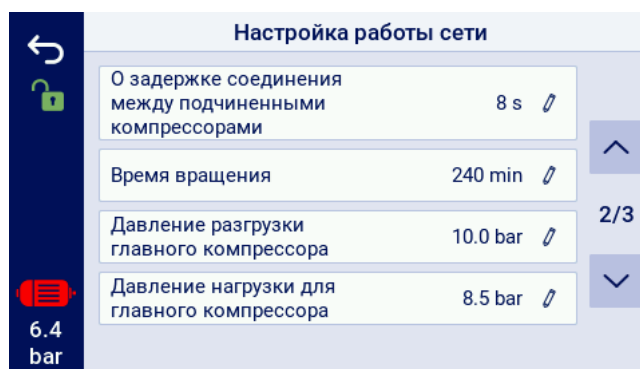 Настройка работы сети
О задержке соединения
между подчиненными
компрессорами
8 s
Время вращения
240 min
Давление разгрузки
главного компрессора
10.0 bar
Давление нагрузки для
главного компрессора
8.5 bar
2/3
6.4
bar